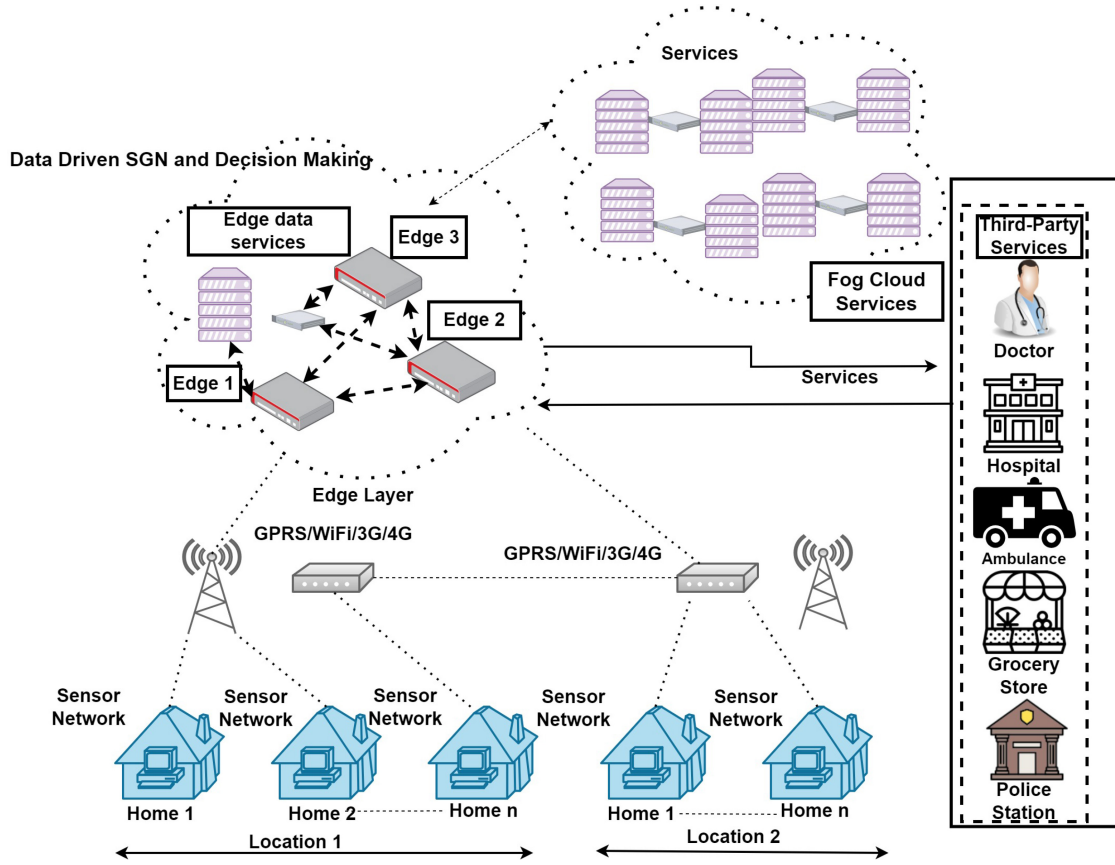 Services
Data Driven SGN and Decision Making
Edge data
services
Edge 3
Edge 2
Edge 1
Fog Cloud
Services
Third-Party
Services
Doctor
Services
Hospital
Edge Layer
GPRS/WiFi/3G/4G
GPRS/WiFi/3G/4G
Ambulance
Grocery
Store
Police
Station
Sensor
Network
Sensor
Network
Sensor
Network
Sensor
Network
Sensor
Network
Home 1
Home 2
Home n
Home 1
Home n
Location 1
Location 2